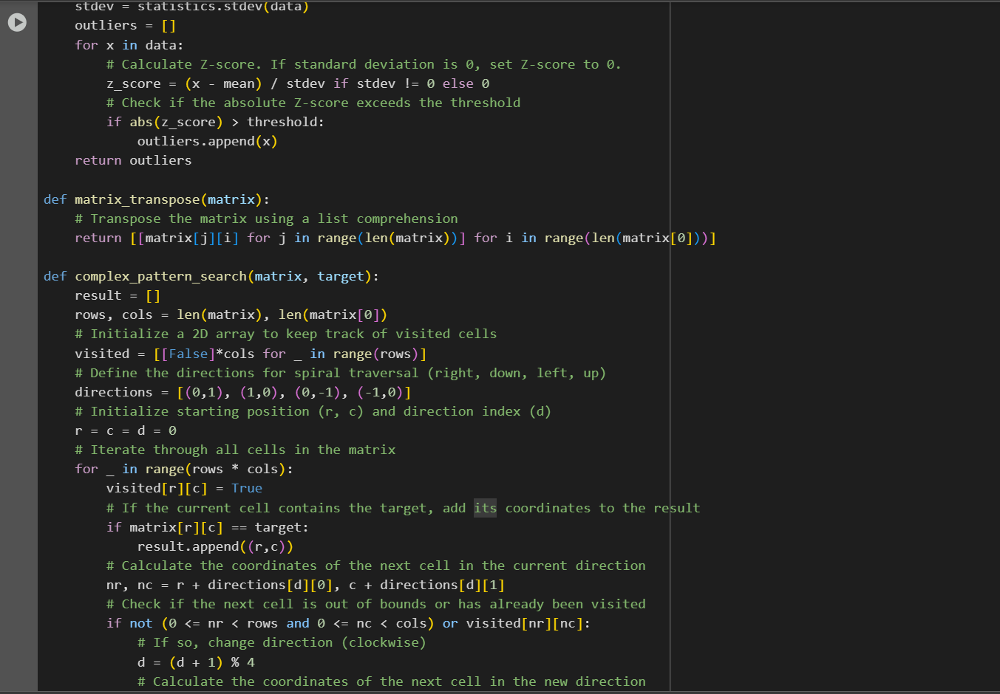 stdev = statistics.stdev(data)
    outliers = []
    for x in data:
        # Calculate Z-score. If standard deviation is 0, set Z-score to 0.
        z_score = (x - mean) / stdev if stdev != 0 else 0
        # Check if the absolute Z-score exceeds the threshold
        if abs(z_score) > threshold:
            outliers.append(x)
    return outliers

def matrix_transpose(matrix):
    # Transpose the matrix using a list comprehension
    return [[matrix[j][i] for j in range(len(matrix))] for i in range(len(matrix[0]))]

def complex_pattern_search(matrix, target):
    result = []
    rows, cols = len(matrix), len(matrix[0])
    # Initialize a 2D array to keep track of visited cells
    visited = [[False]*cols for _ in range(rows)]
    # Define the directions for spiral traversal (right, down, left, up)
    directions = [(0,1), (1,0), (0,-1), (-1,0)]
    # Initialize starting position (r, c) and direction index (d)
    r = c = d = 0
    # Iterate through all cells in the matrix
    for _ in range(rows * cols):
        visited[r][c] = True
        # If the current cell contains the target, add its coordinates to the result
        if matrix[r][c] == target:
            result.append((r,c))
        # Calculate the coordinates of the next cell in the current direction
        nr, nc = r + directions[d][0], c + directions[d][1]
        # Check if the next cell is out of bounds or has already been visited
        if not (0 <= nr < rows and 0 <= nc < cols) or visited[nr][nc]:
            # If so, change direction (clockwise)
            d = (d + 1) % 4
            # Calculate the coordinates of the next cell in the new direction